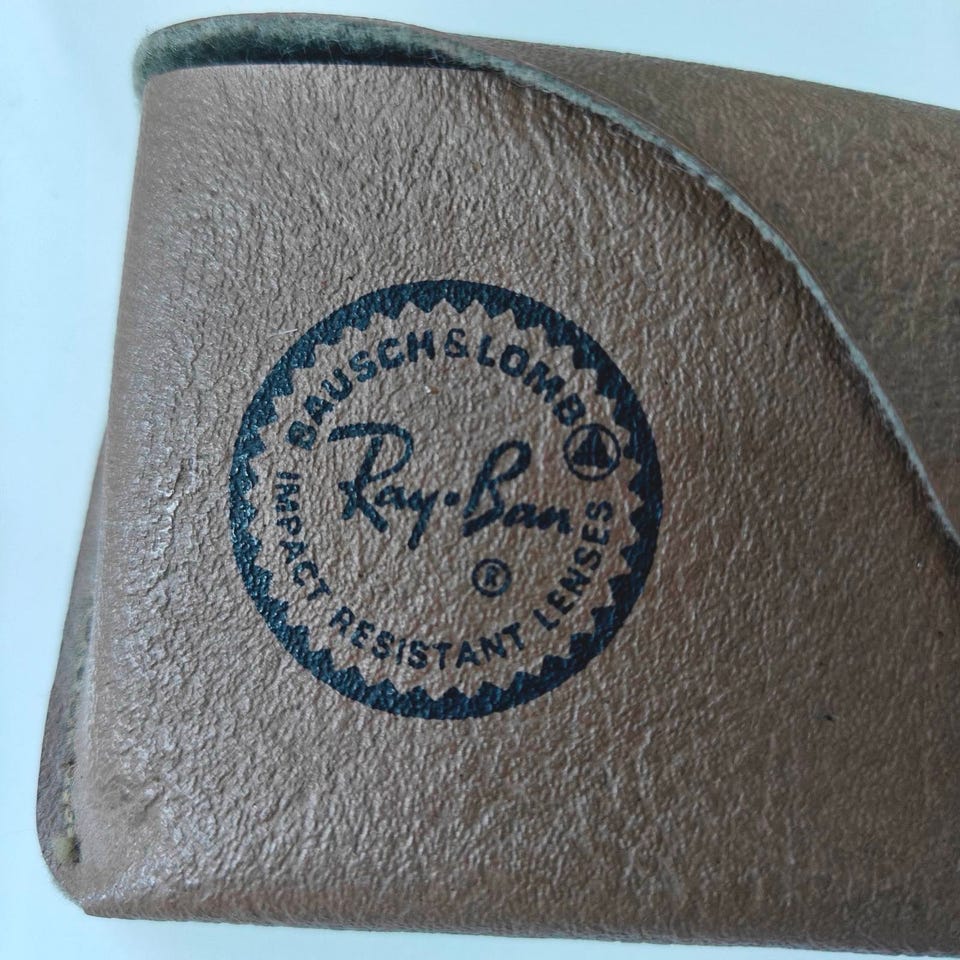 BAUSCH & LOMB
Ray-Ban
®
IMPACT RESISTANT LENSES